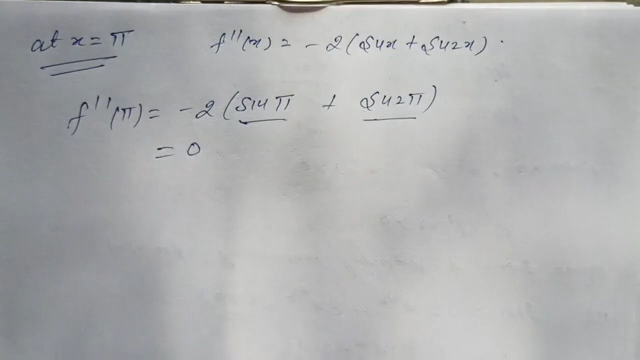 at x = π f''(x) = -2 (sin x + sin 2x).
f''(π) = -2 (sin π + sin 2π)
= 0